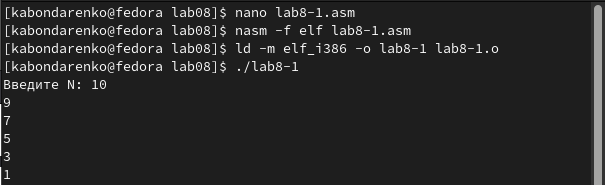 [kabondarenko@fedora lab08]$ nano lab8-1.asm
[kabondarenko@fedora lab08]$ nasm -f elf lab8-1.asm
[kabondarenko@fedora lab08]$ ld -m elf_i386 -o lab8-1 lab8-1.o
[kabondarenko@fedora lab08]$ ./lab8-1
Введите N: 10
9
7
5
3
1